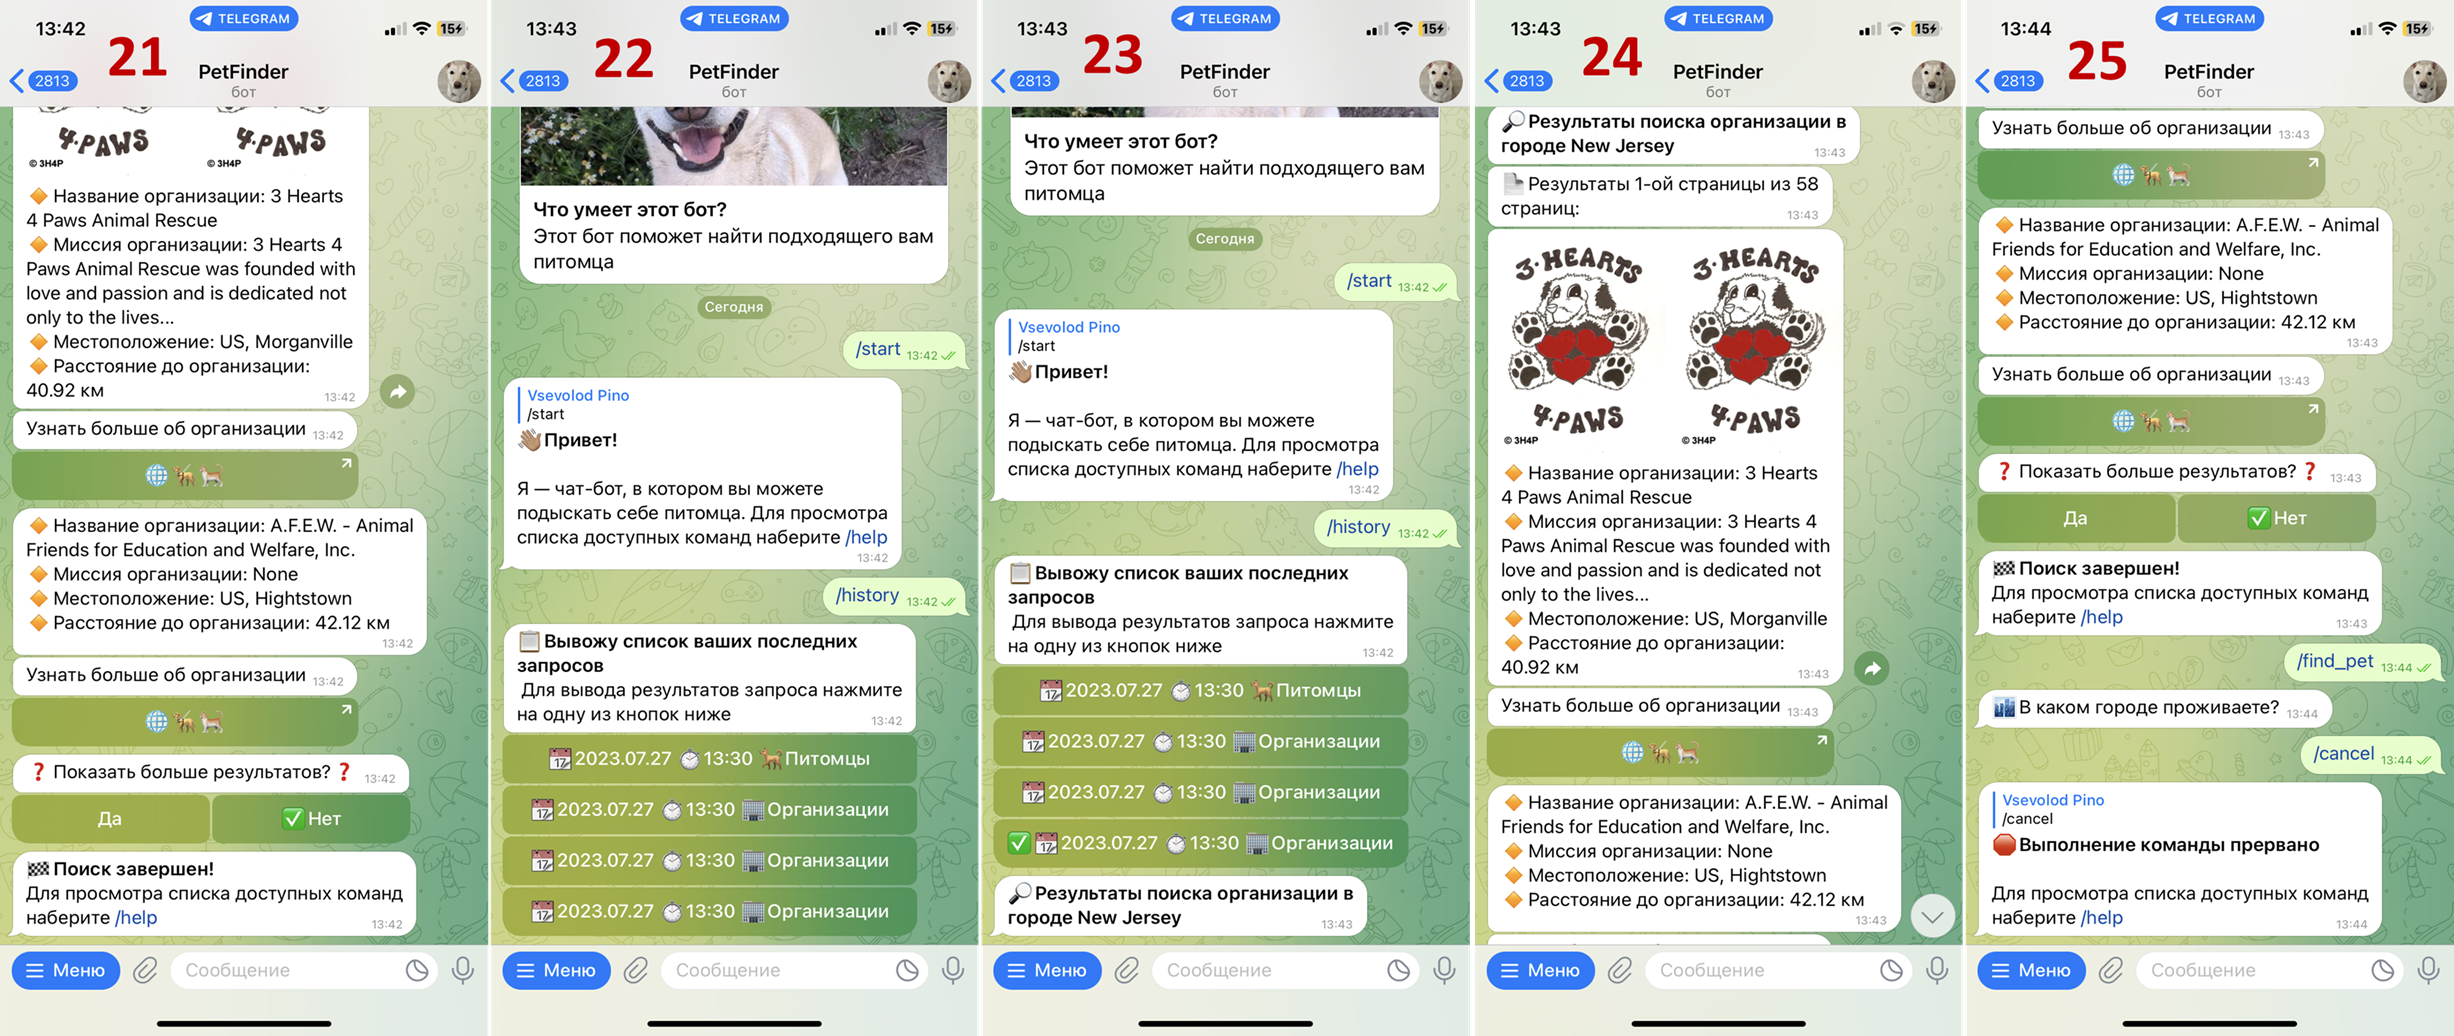 13:42
TELEGRAM
15
21
2813
PetFinder
бот
4·PAWS
4·PAWS
© 3H4P
© 3H4P
Название организации: 3 Hearts
4 Paws Animal Rescue
Миссия организации: 3 Hearts 4
Paws Animal Rescue was founded with
love and passion and is dedicated not
only to the lives...
Местоположение: US, Morganville
Расстояние до организации:
40.92 км
13:42
Узнать больше об организации 13:42
Название организации: A.F.E.W. - Animal
Friends for Education and Welfare, Inc.
Миссия организации: None
Местоположение: US, Hightstown
Расстояние до организации: 42.12 км
13:42
Узнать больше об организации 13:42
❓ Показать больше результатов? ❓ 13:42
Да
✅ Нет
🏁 Поиск завершен!
Для просмотра списка доступных команд
наберите /help
13:42
Меню
Сообщение
13:43
TELEGRAM
15
22
2813
PetFinder
бот
Что умеет этот бот?
Этот бот поможет найти подходящего вам
питомца
Сегодня
/start 13:42
Vsevolod Pino
/start
👋Привет!
Я — чат-бот, в котором вы можете
подыскать себе питомца. Для просмотра
списка доступных команд наберите /help
13:42
/history 13:42
Вывожу список ваших последних
запросов
Для вывода результатов запроса нажмите
на одну из кнопок ниже
13:42
2023.07.27 13:30 Питомцы
2023.07.27 13:30 Организации
2023.07.27 13:30 Организации
2023.07.27 13:30 Организации
Меню
Сообщение
13:43
TELEGRAM
15
23
2813
PetFinder
бот
Что умеет этот бот?
Этот бот поможет найти подходящего вам
питомца
Сегодня
/start 13:42
Vsevolod Pino
/start
👋Привет!
Я — чат-бот, в котором вы можете
подыскать себе питомца. Для просмотра
списка доступных команд наберите /help
13:42
/history 13:42
Вывожу список ваших последних
запросов
Для вывода результатов запроса нажмите
на одну из кнопок ниже
13:42
2023.07.27 13:30 Питомцы
2023.07.27 13:30 Организации
2023.07.27 13:30 Организации
✅ 2023.07.27 13:30 Организации
🔎Результаты поиска организации в
городе New Jersey
13:43
Меню
Сообщение
13:43
TELEGRAM
15
24
2813
PetFinder
бот
🔎Результаты поиска организации в
городе New Jersey
13:43
Результаты 1-ой страницы из 58
страниц:
13:43
3·HEARTS
3·HEARTS
4·PAWS
4·PAWS
© 3H4P
© 3H4P
Название организации: 3 Hearts
4 Paws Animal Rescue
Миссия организации: 3 Hearts 4
Paws Animal Rescue was founded with
love and passion and is dedicated not
only to the lives...
Местоположение: US, Morganville
Расстояние до организации:
40.92 км
13:43
Узнать больше об организации 13:43
Название организации: A.F.E.W. - Animal
Friends for Education and Welfare, Inc.
Миссия организации: None
Местоположение: US, Hightstown
Расстояние до организации: 42.12 км
13:43
Меню
Сообщение
13:44
TELEGRAM
15
25
2813
PetFinder
бот
Узнать больше об организации 13:43
Название организации: A.F.E.W. - Animal
Friends for Education and Welfare, Inc.
Миссия организации: None
Местоположение: US, Hightstown
Расстояние до организации: 42.12 км
13:43
Узнать больше об организации 13:43
❓ Показать больше результатов? ❓ 13:43
Да
✅ Нет
🏁 Поиск завершен!
Для просмотра списка доступных команд
наберите /help
13:43
/find_pet 13:44
В каком городе проживаете? 13:44
/cancel 13:44
Vsevolod Pino
/cancel
🛑Выполнение команды прервано
Для просмотра списка доступных команд
наберите /help
13:44
Меню
Сообщение